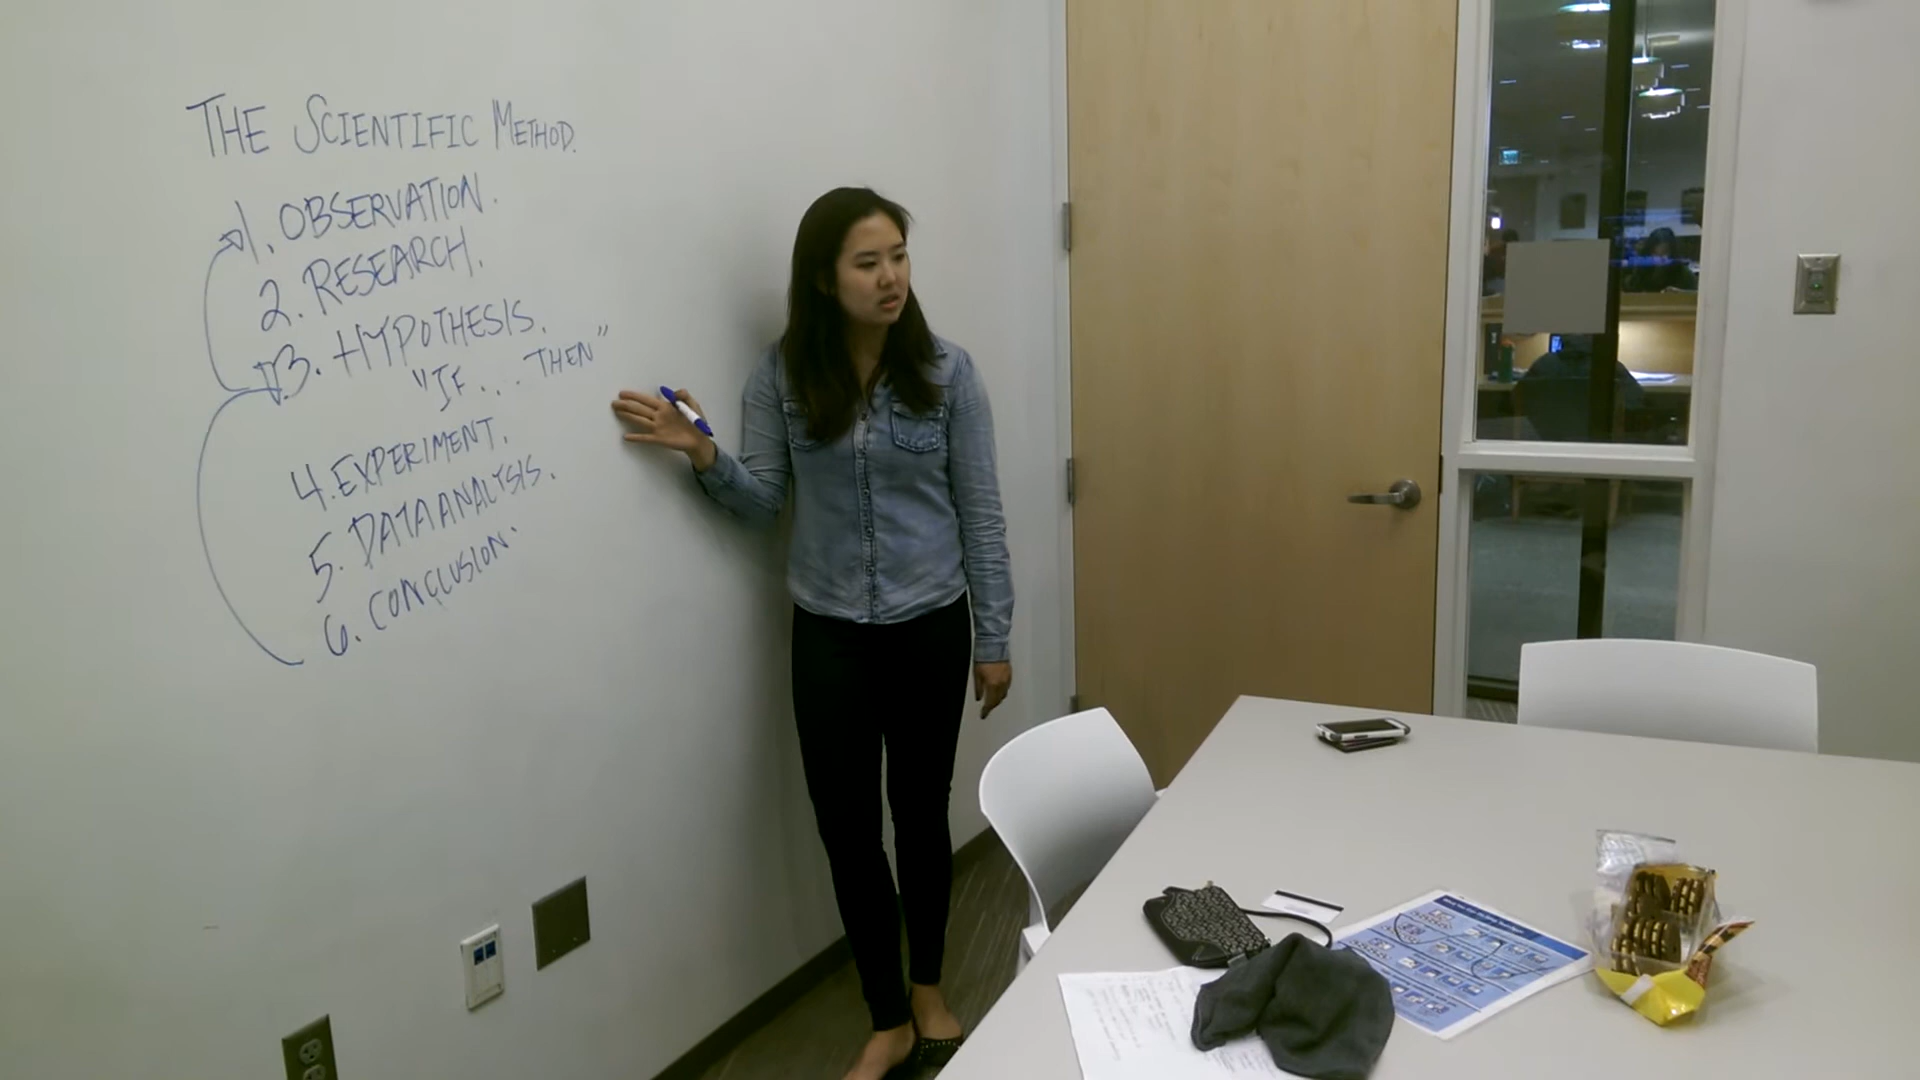 THE SCIENTIFIC METHOD.
1. OBSERVATION.
2. RESEARCH.
3. HYPOTHESIS.
"IF... THEN"
4. EXPERIMENT.
5. DATA ANALYSIS.
6. CONCLUSION.